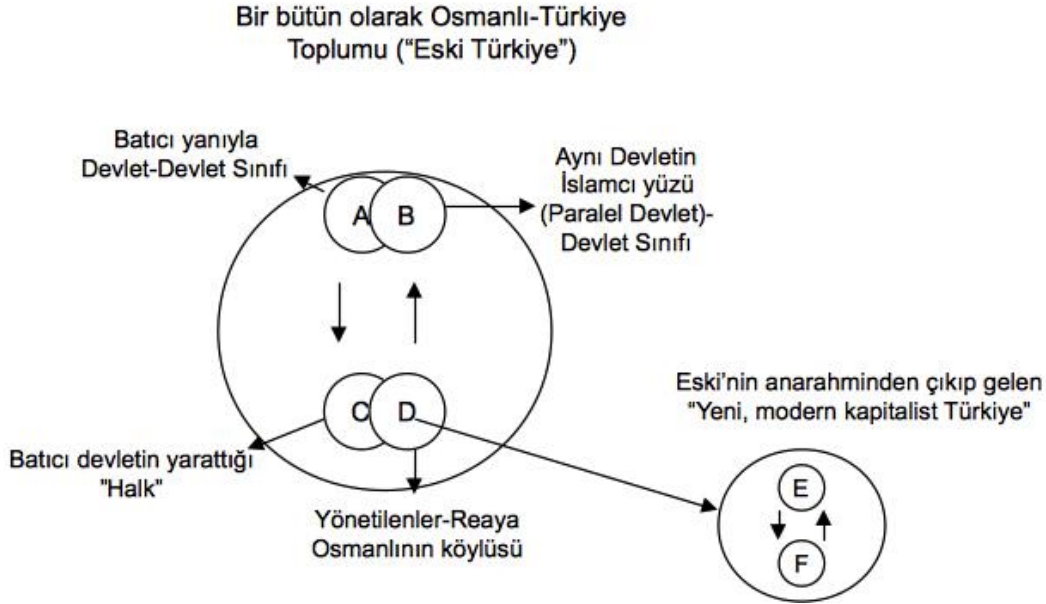 Bir bütün olarak Osmanlı-Türkiye
Toplumu (“Eski Türkiye”)
Batıcı yanıyla
Devlet-Devlet Sınıfı
Aynı Devletin
İslamcı yüzü
(Paralel Devlet)-
Devlet Sınıfı
A
B
C
D
Batıcı devletin yarattığı
"Halk"
Yönetilenler-Reaya
Osmanlının köylüsü
Eski’nin anarahminden çıkıp gelen
“Yeni, modern kapitalist Türkiye"
E
F